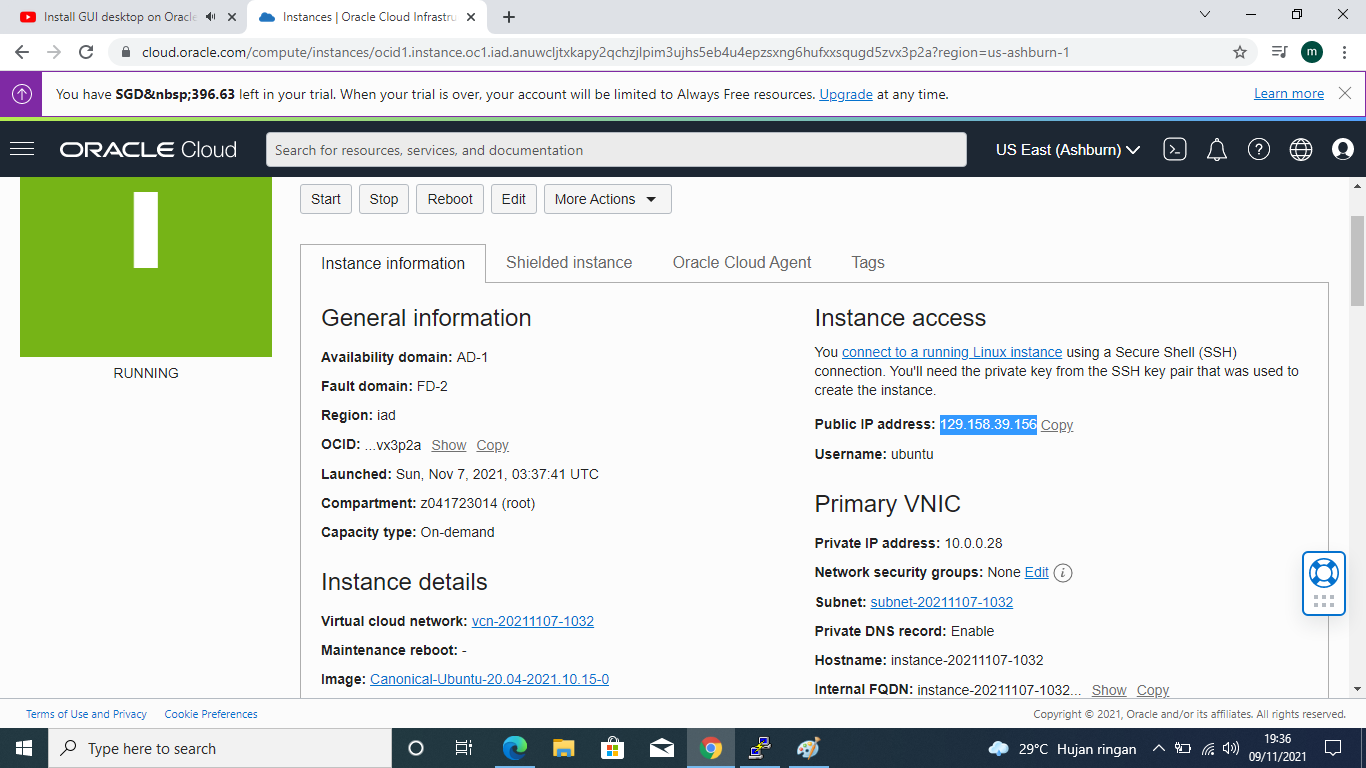 Install GUI desktop on Oracle
Instances | Oracle Cloud Infrastru
cloud.oracle.com/compute/instances/ocid1.instance.oc1.iad.anuwcljtxkapy2qchzjlpim3ujhs5eb4u4epzsxng6hufxxsqugd5zvx3p2a?region=us-ashburn-1
m
You have SGD&nbsp;396.63 left in your trial. When your trial is over, your account will be limited to Always Free resources. Upgrade at any time.
Learn more
ORACLE Cloud
Search for resources, services, and documentation
US East (Ashburn)
Start Stop Reboot Edit More Actions
RUNNING
Instance information Shielded instance Oracle Cloud Agent Tags
General information
Availability domain: AD-1
Fault domain: FD-2
Region: iad
OCID: ...vx3p2a Show Copy
Launched: Sun, Nov 7, 2021, 03:37:41 UTC
Compartment: z041723014 (root)
Capacity type: On-demand
Instance details
Virtual cloud network: vcn-20211107-1032
Maintenance reboot: -
Image: Canonical-Ubuntu-20.04-2021.10.15-0
Instance access
You connect to a running Linux instance using a Secure Shell (SSH)
connection. You'll need the private key from the SSH key pair that was used to
create the instance.
Public IP address: 129.158.39.156 Copy
Username: ubuntu
Primary VNIC
Private IP address: 10.0.0.28
Network security groups: None Edit
Subnet: subnet-20211107-1032
Private DNS record: Enable
Hostname: instance-20211107-1032
Internal FQDN: instance-20211107-1032... Show Copy
Terms of Use and Privacy Cookie Preferences
Copyright © 2021, Oracle and/or its affiliates. All rights reserved.
Type here to search
29°C Hujan ringan
19:36
09/11/2021